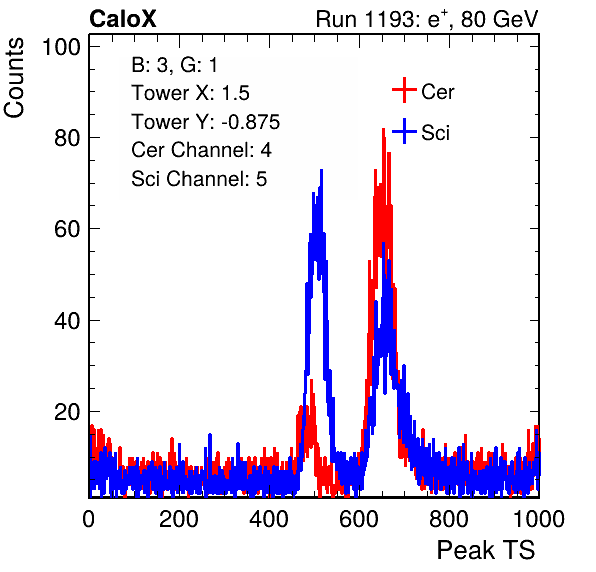 CaloX Run 1193: e⁺, 80 GeV
Counts
100
80
60
40
20
B: 3, G: 1
Tower X: 1.5
Tower Y: -0.875
Cer Channel: 4
Sci Channel: 5
Cer
Sci
0 200 400 600 800 1000
Peak TS